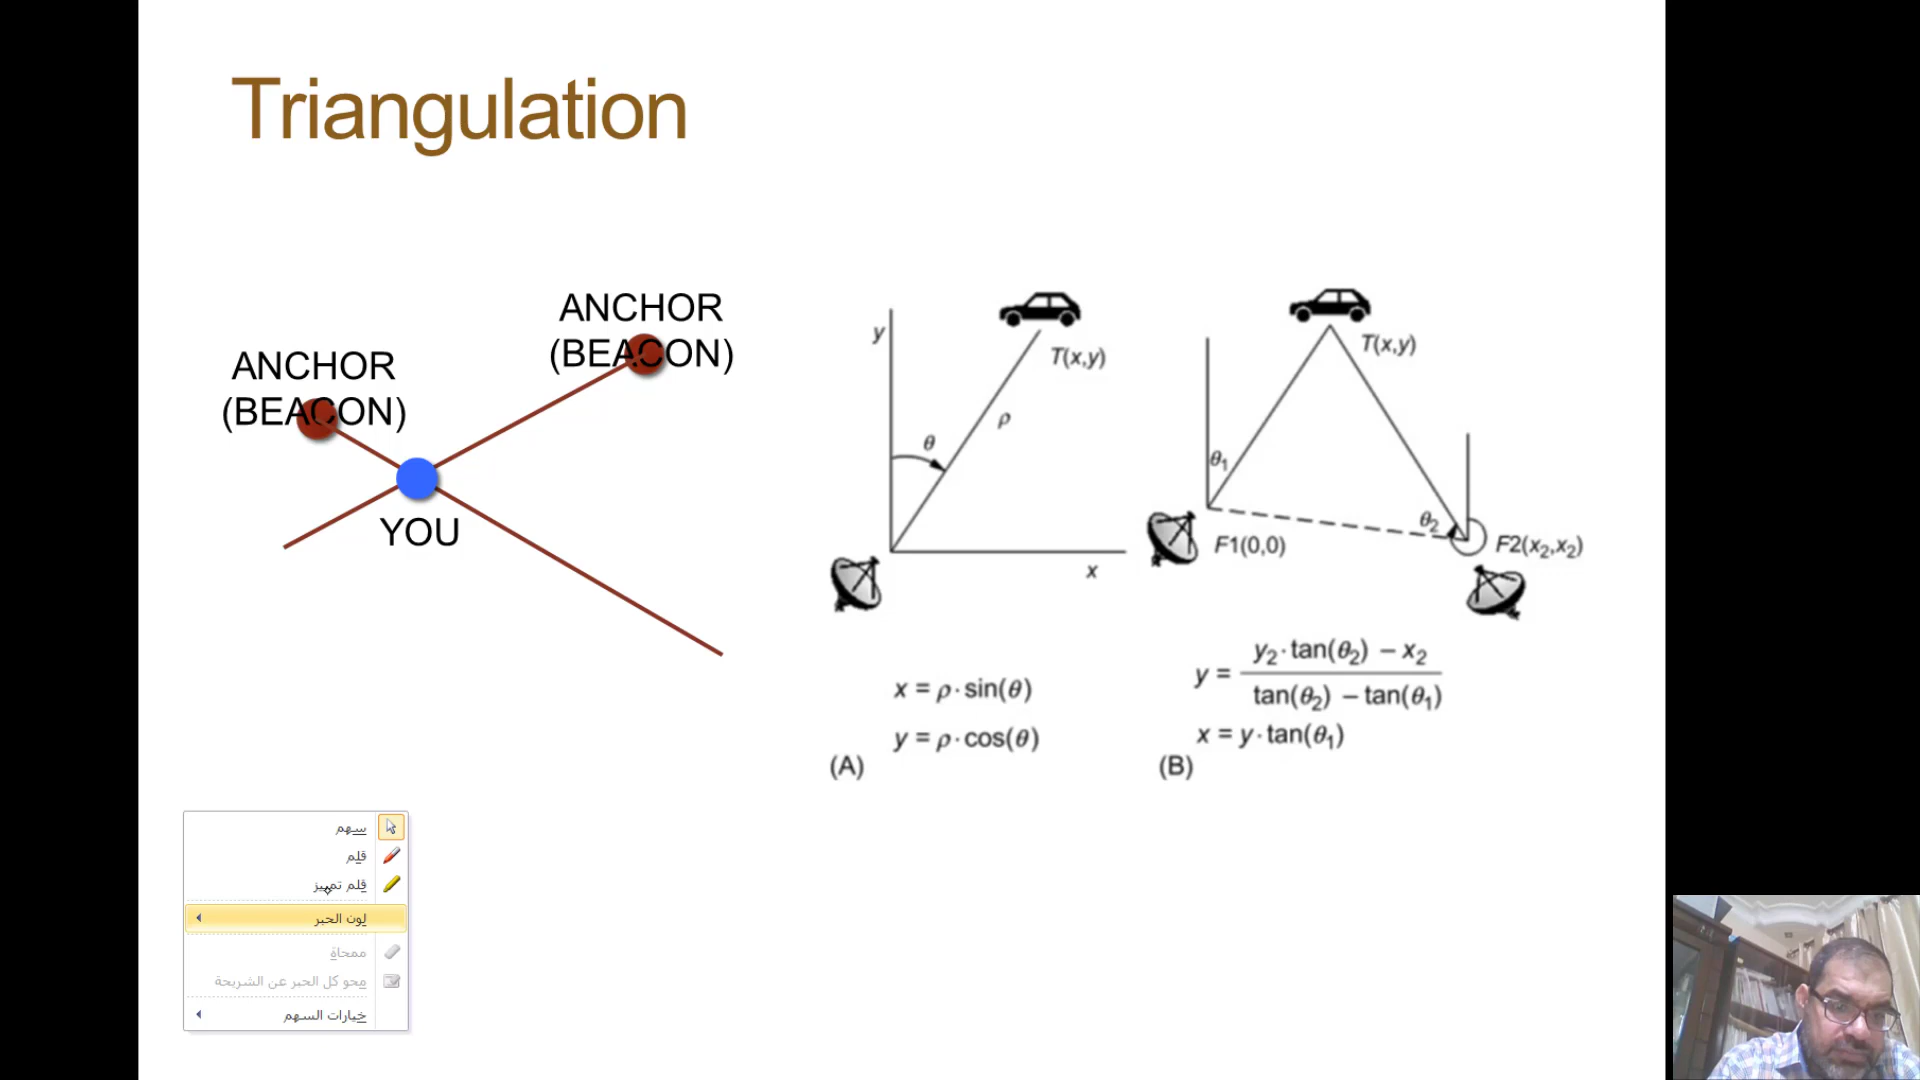 Triangulation
ANCHOR
(BEACON)
ANCHOR
(BEACON)
YOU
y
θ
ρ
T(x,y)
x
x = ρ · sin(θ)
y = ρ · cos(θ)
(A)
T(x,y)
θ₁
θ₂
F1(0,0)
F2(x₂,x₂)
y = y₂ · tan(θ₂) – x₂
tan(θ₂) – tan(θ₁)
x = y · tan(θ₁)
(B)
سهم
قلم
قلم تمييز
لون الحبر
ممحاة
محو كل الحبر عن الشريحة
خيارات السهم